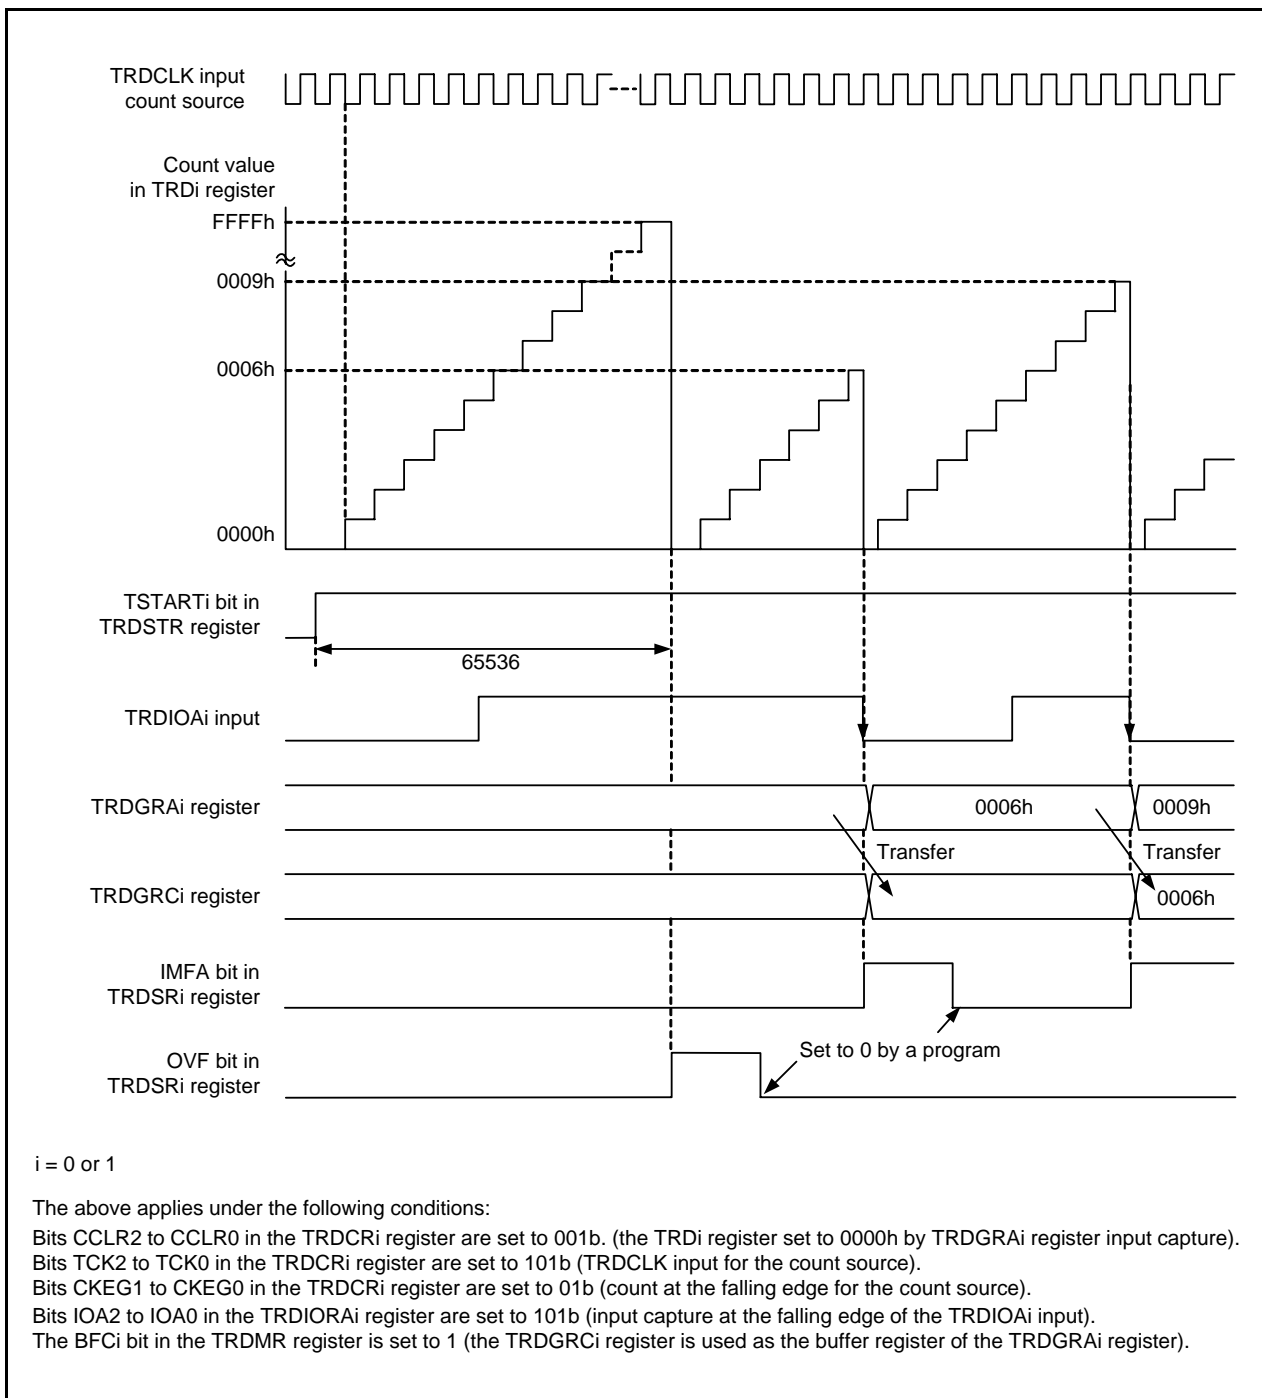 TRDCLK input
count source
Count value
in TRDi register
FFFFh
0009h
0006h
0000h
TSTARTi bit in
TRDSTR register
65536
TRDIOAi input
TRDGRAi register
0006h
0009h
Transfer
Transfer
TRDGRCi register
0006h
IMFA bit in
TRDSRi register
Set to 0 by a program
OVF bit in
TRDSRi register
i = 0 or 1
The above applies under the following conditions:
Bits CCLR2 to CCLR0 in the TRDCRi register are set to 001b. (the TRDi register set to 0000h by TRDGRAi register input capture).
Bits TCK2 to TCK0 in the TRDCRi register are set to 101b (TRDCLK input for the count source).
Bits CKEG1 to CKEG0 in the TRDCRi register are set to 01b (count at the falling edge for the count source).
Bits IOA2 to IOA0 in the TRDIORAi register are set to 101b (input capture at the falling edge of the TRDIOAi input).
The BFCi bit in the TRDMR register is set to 1 (the TRDGRCi register is used as the buffer register of the TRDGRAi register).